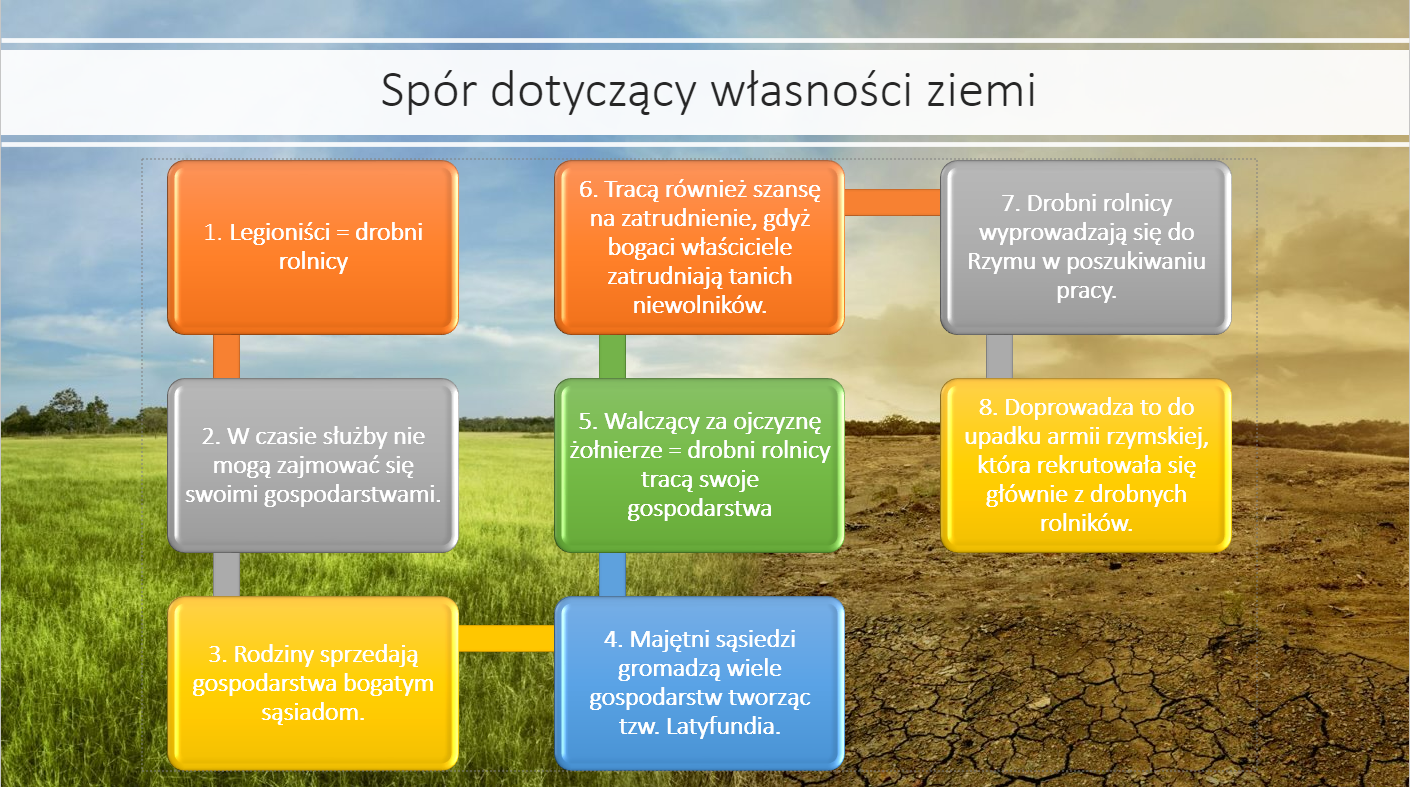 Spór dotyczący własności ziemi
1. Legioniści = drobni
rolnicy
2. W czasie służby nie
mogą zajmować się
swoimi gospodarstwami.
3. Rodziny sprzedają
gospodarstwa bogatym
sąsiadom.
4. Majętni sąsiedzi
gromadzą wiele
gospodarstw tworząc
tzw. Latyfundia.
5. Walczący za ojczyznę
żołnierze = drobni rolnicy
tracą swoje
gospodarstwa
6. Tracą również szansę
na zatrudnienie, gdyż
bogaci właściciele
zatrudniają tanich
niewolników.
7. Drobni rolnicy
wyprowadzają się do
Rzymu w poszukiwaniu
pracy.
8. Doprowadza to do
upadku armii rzymskiej,
która rekrutowała się
głównie z drobnych
rolników.